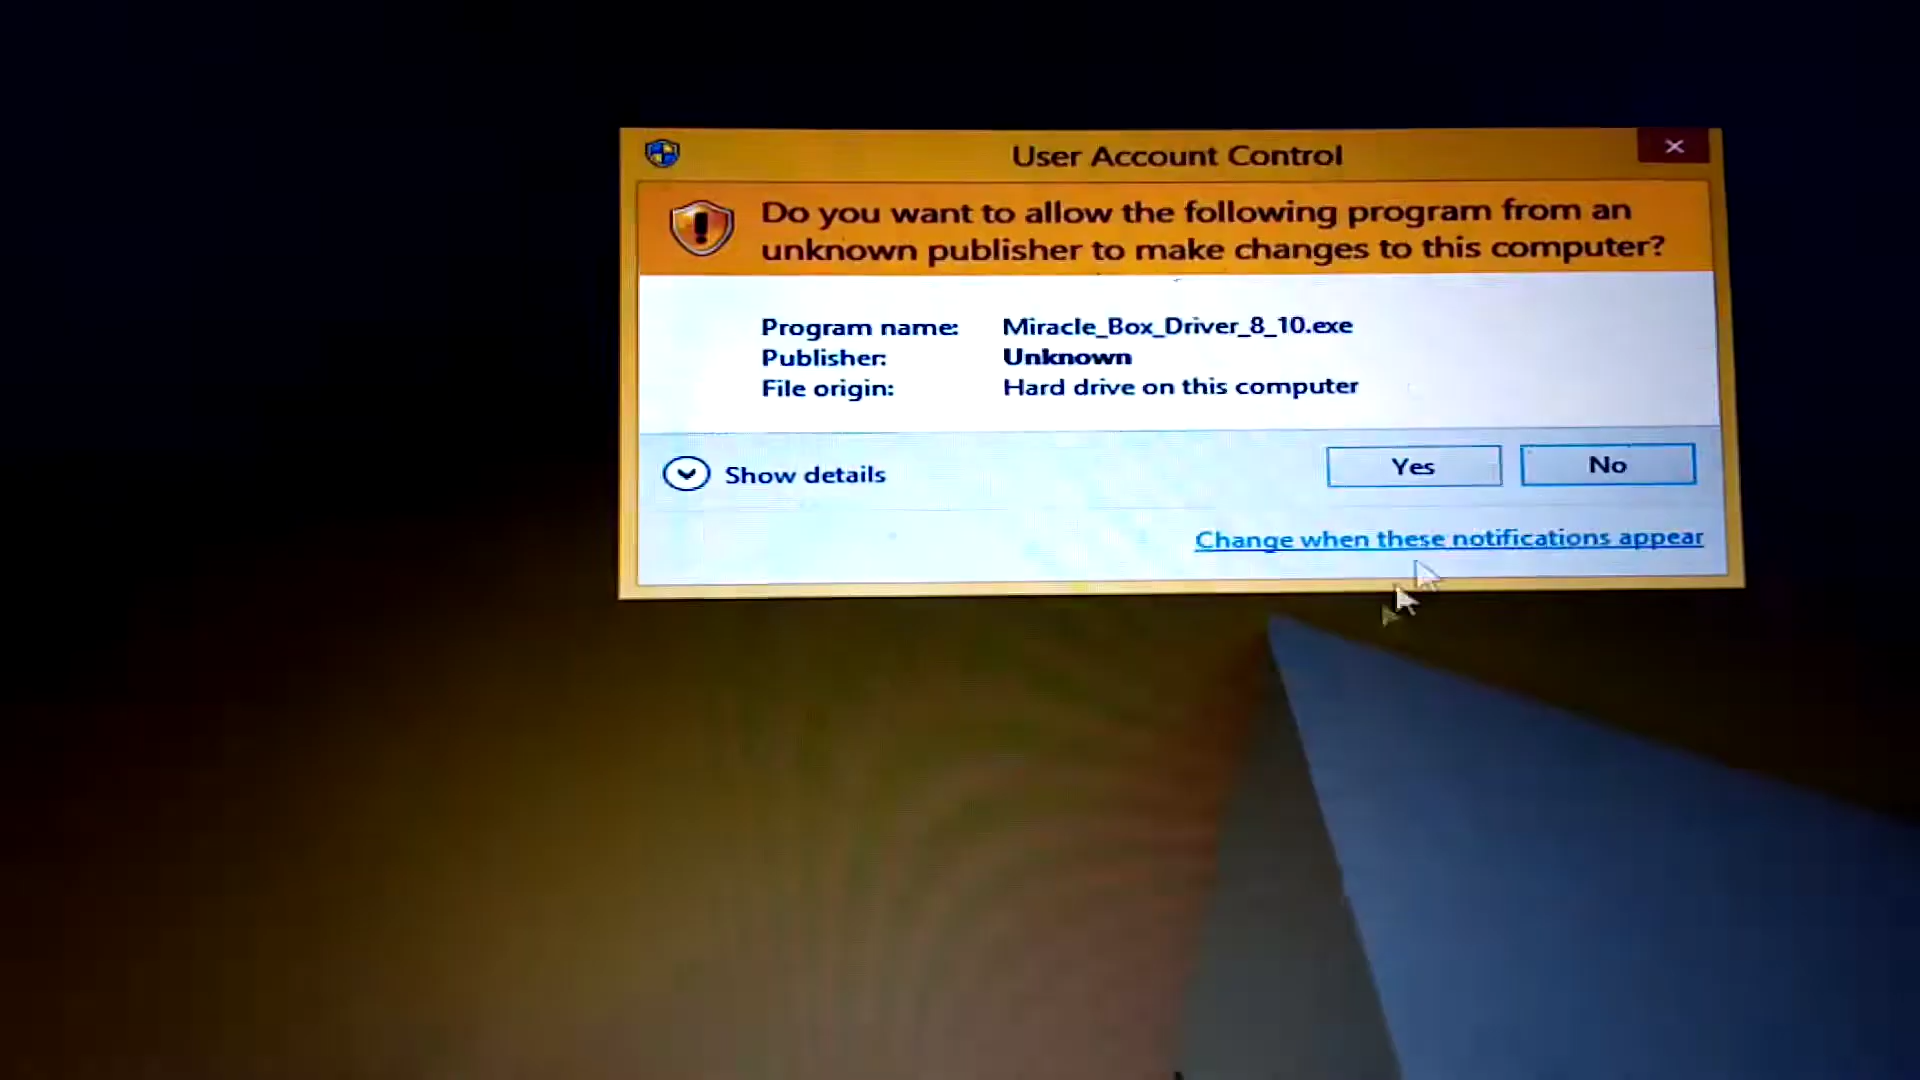 User Account Control
Do you want to allow the following program from an
unknown publisher to make changes to this computer?
Program name: Miracle_Box_Driver_8_10.exe
Publisher: Unknown
File origin: Hard drive on this computer
Show details
Yes
No
Change when these notifications appear